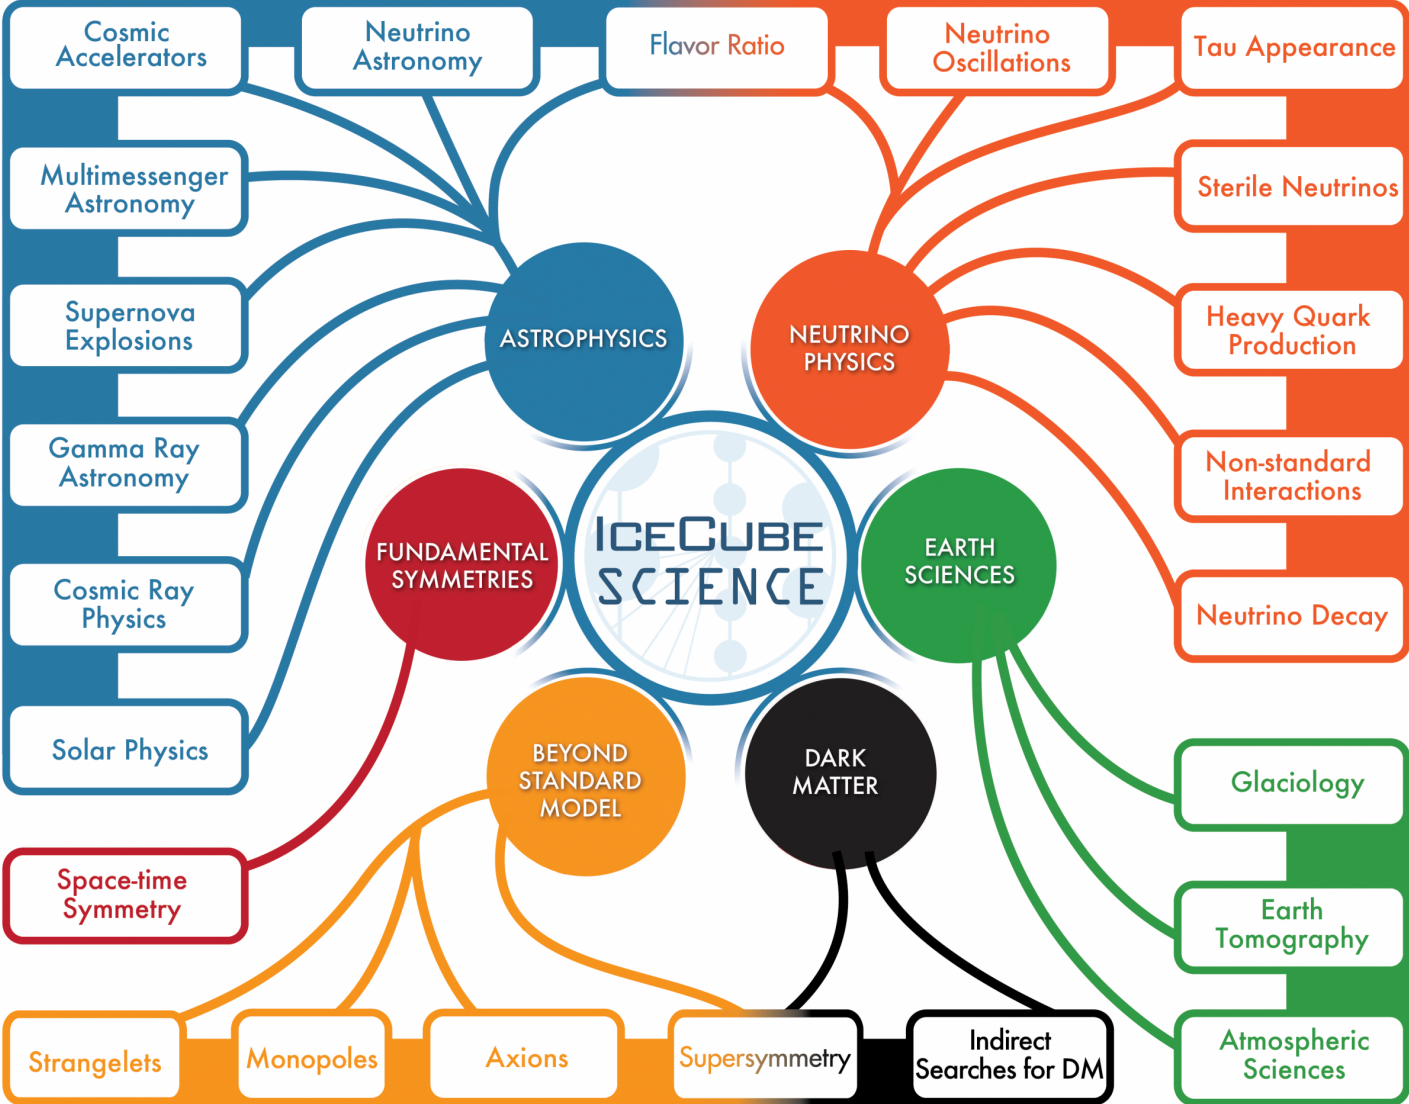 Cosmic
Accelerators
Neutrino
Astronomy
Flavor Ratio
Neutrino
Oscillations
Tau Appearance
Multimessenger
Astronomy
Sterile Neutrinos
Supernova
Explosions
ASTROPHYSICS
NEUTRINO
PHYSICS
Heavy Quark
Production
Gamma Ray
Astronomy
Non-standard
Interactions
FUNDAMENTAL
SYMMETRIES
ICECUBE
SCIENCE
EARTH
SCIENCES
Cosmic Ray
Physics
Neutrino Decay
Solar Physics
BEYOND
STANDARD
MODEL
DARK
MATTER
Glaciology
Space-time
Symmetry
Earth
Tomography
Strangelets
Monopoles
Axions
Supersymmetry
Indirect
Searches for DM
Atmospheric
Sciences